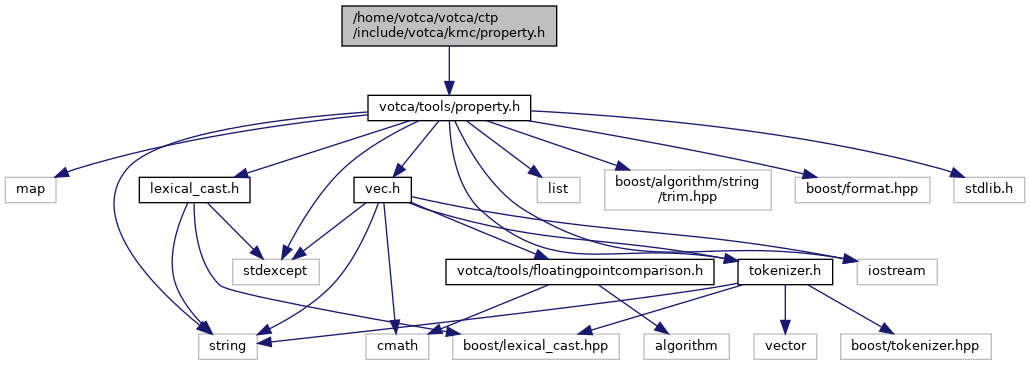 /home/votca/votca/ctp
/include/votca/kmc/property.h
votca/tools/property.h
map
lexical_cast.h
vec.h
list
boost/algorithm/string
/trim.hpp
boost/format.hpp
stdlib.h
stdexcept
votca/tools/floatingpointcomparison.h
tokenizer.h
iostream
string
cmath
boost/lexical_cast.hpp
algorithm
vector
boost/tokenizer.hpp